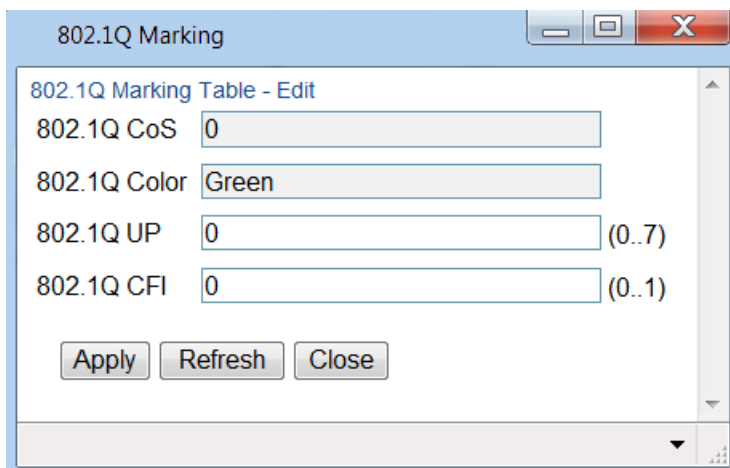 802.1Q Marking
802.1Q Marking Table - Edit
802.1Q CoS 0
802.1Q Color Green
802.1Q UP 0 (0..7)
802.1Q CFI 0 (0..1)
Apply Refresh Close